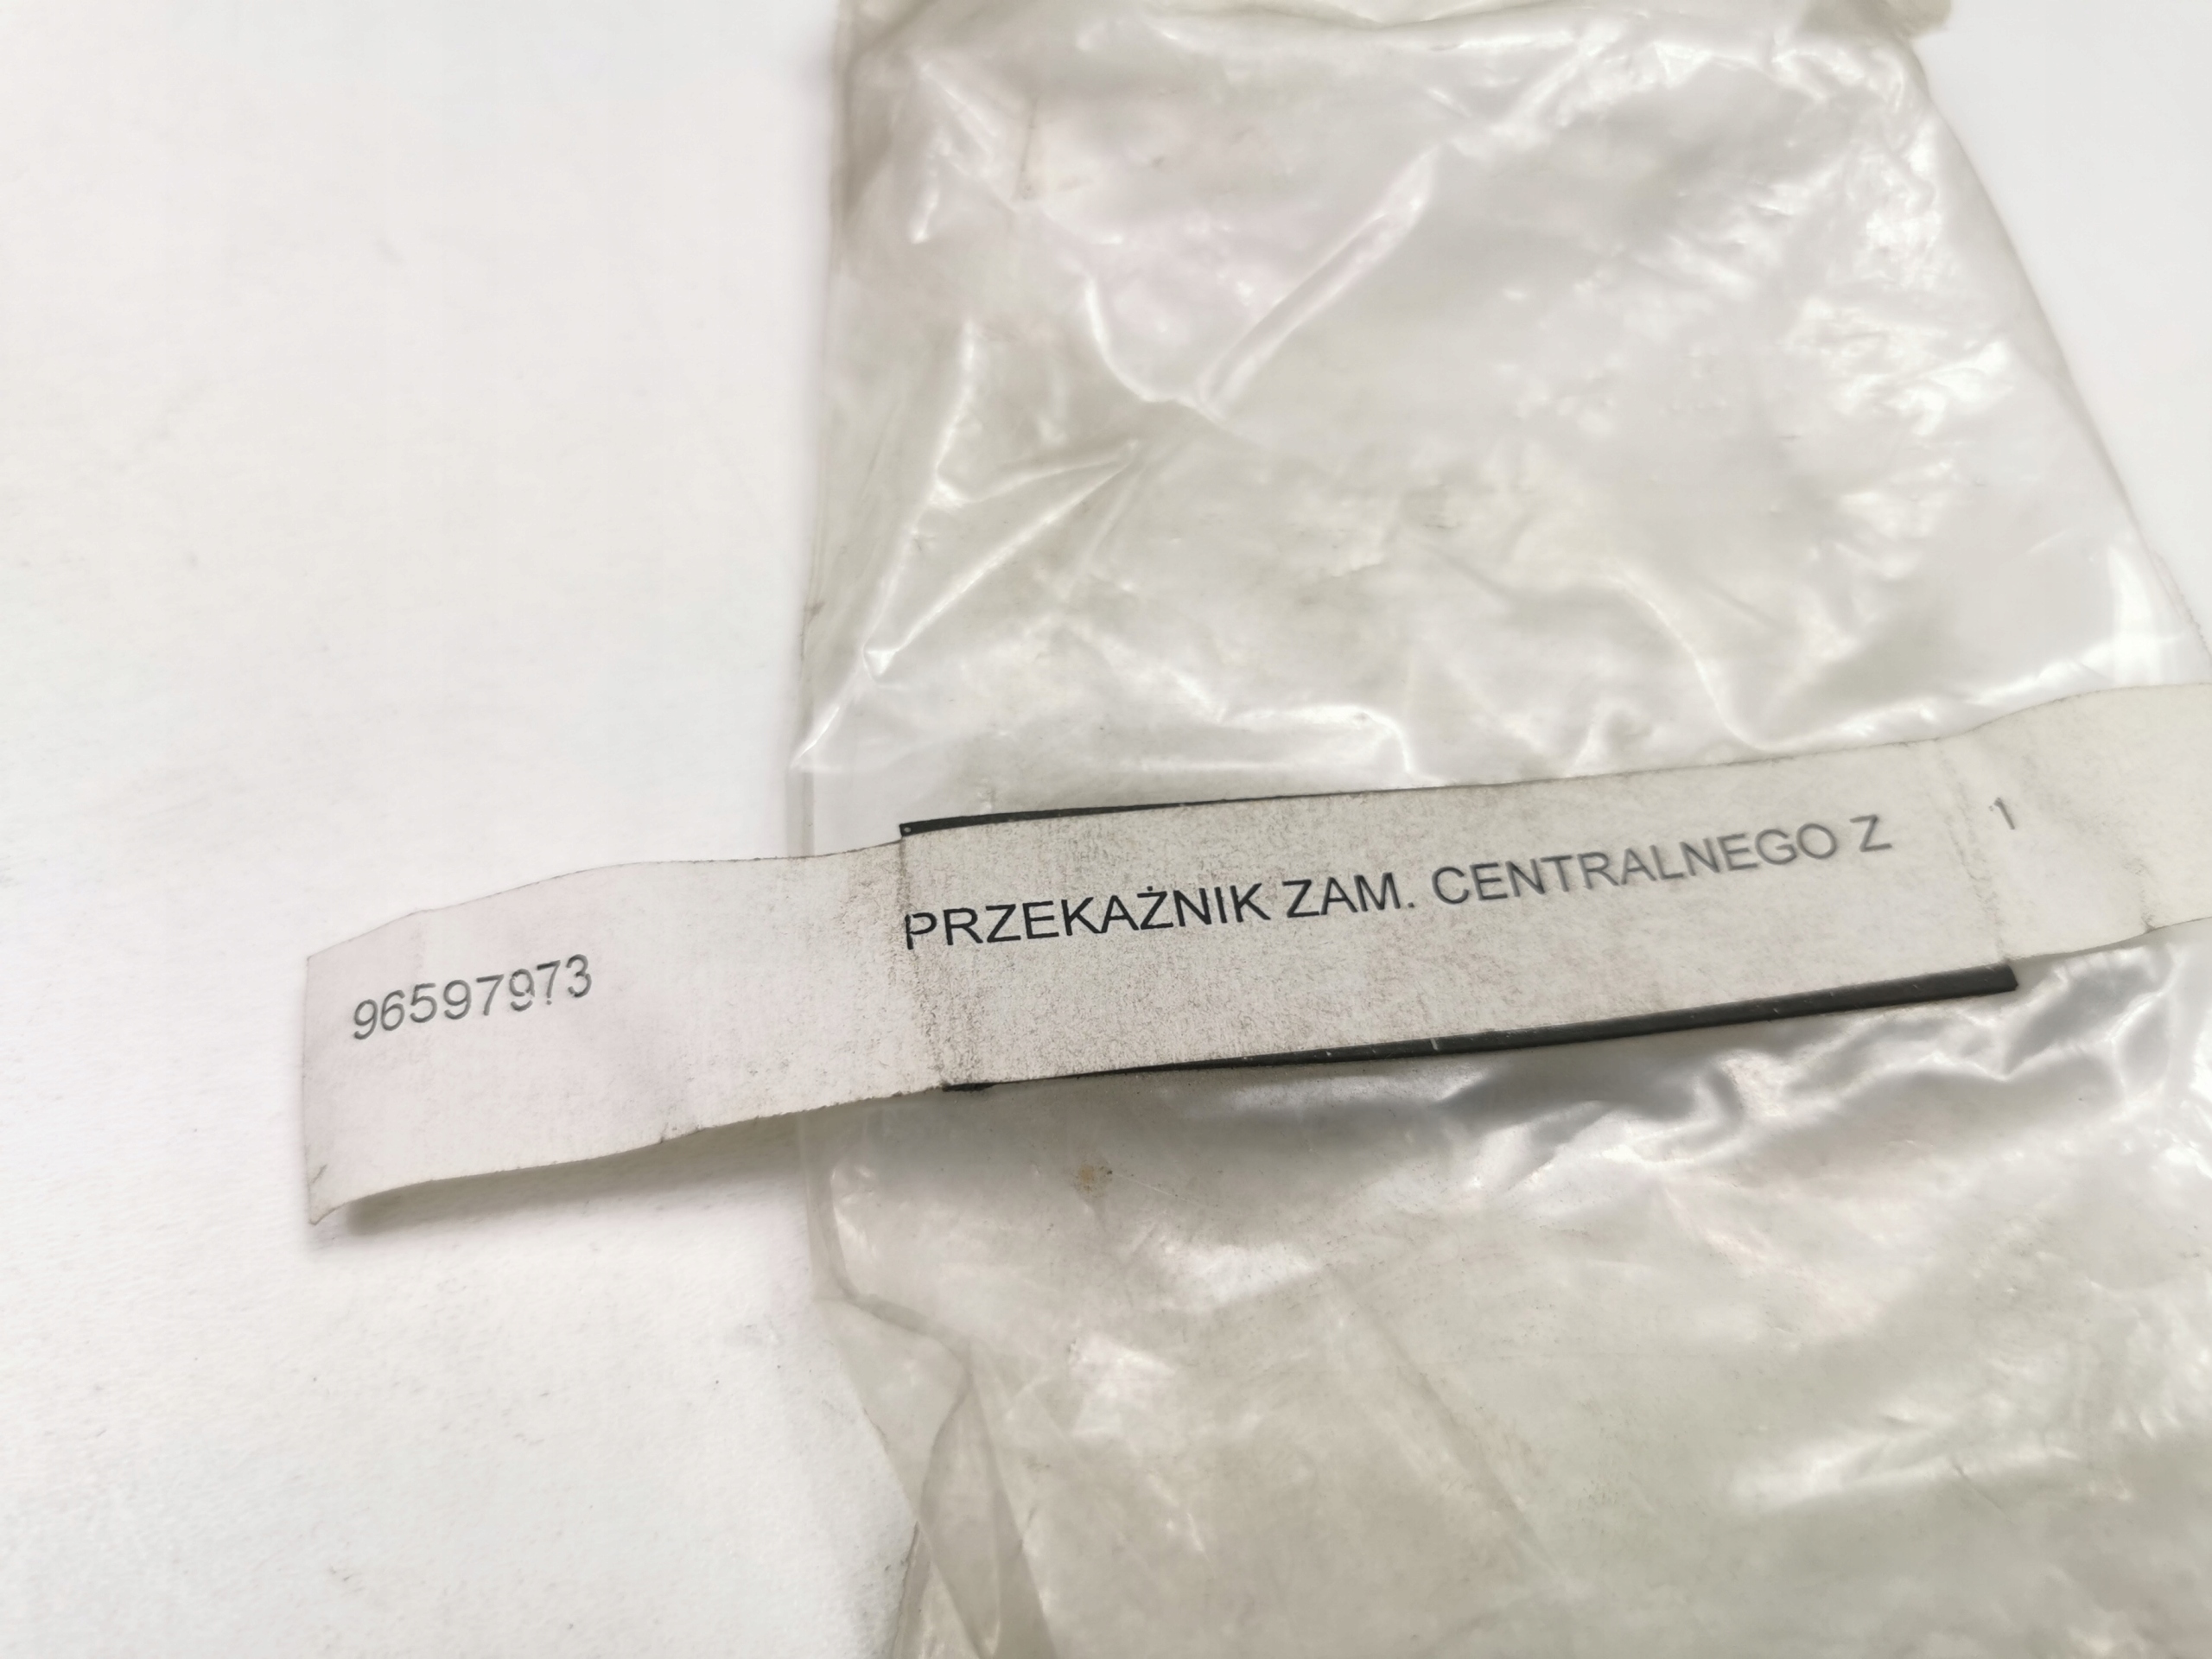 96597973 PRZEKAŻNIK ZAM. CENTRALNEGO Z 1